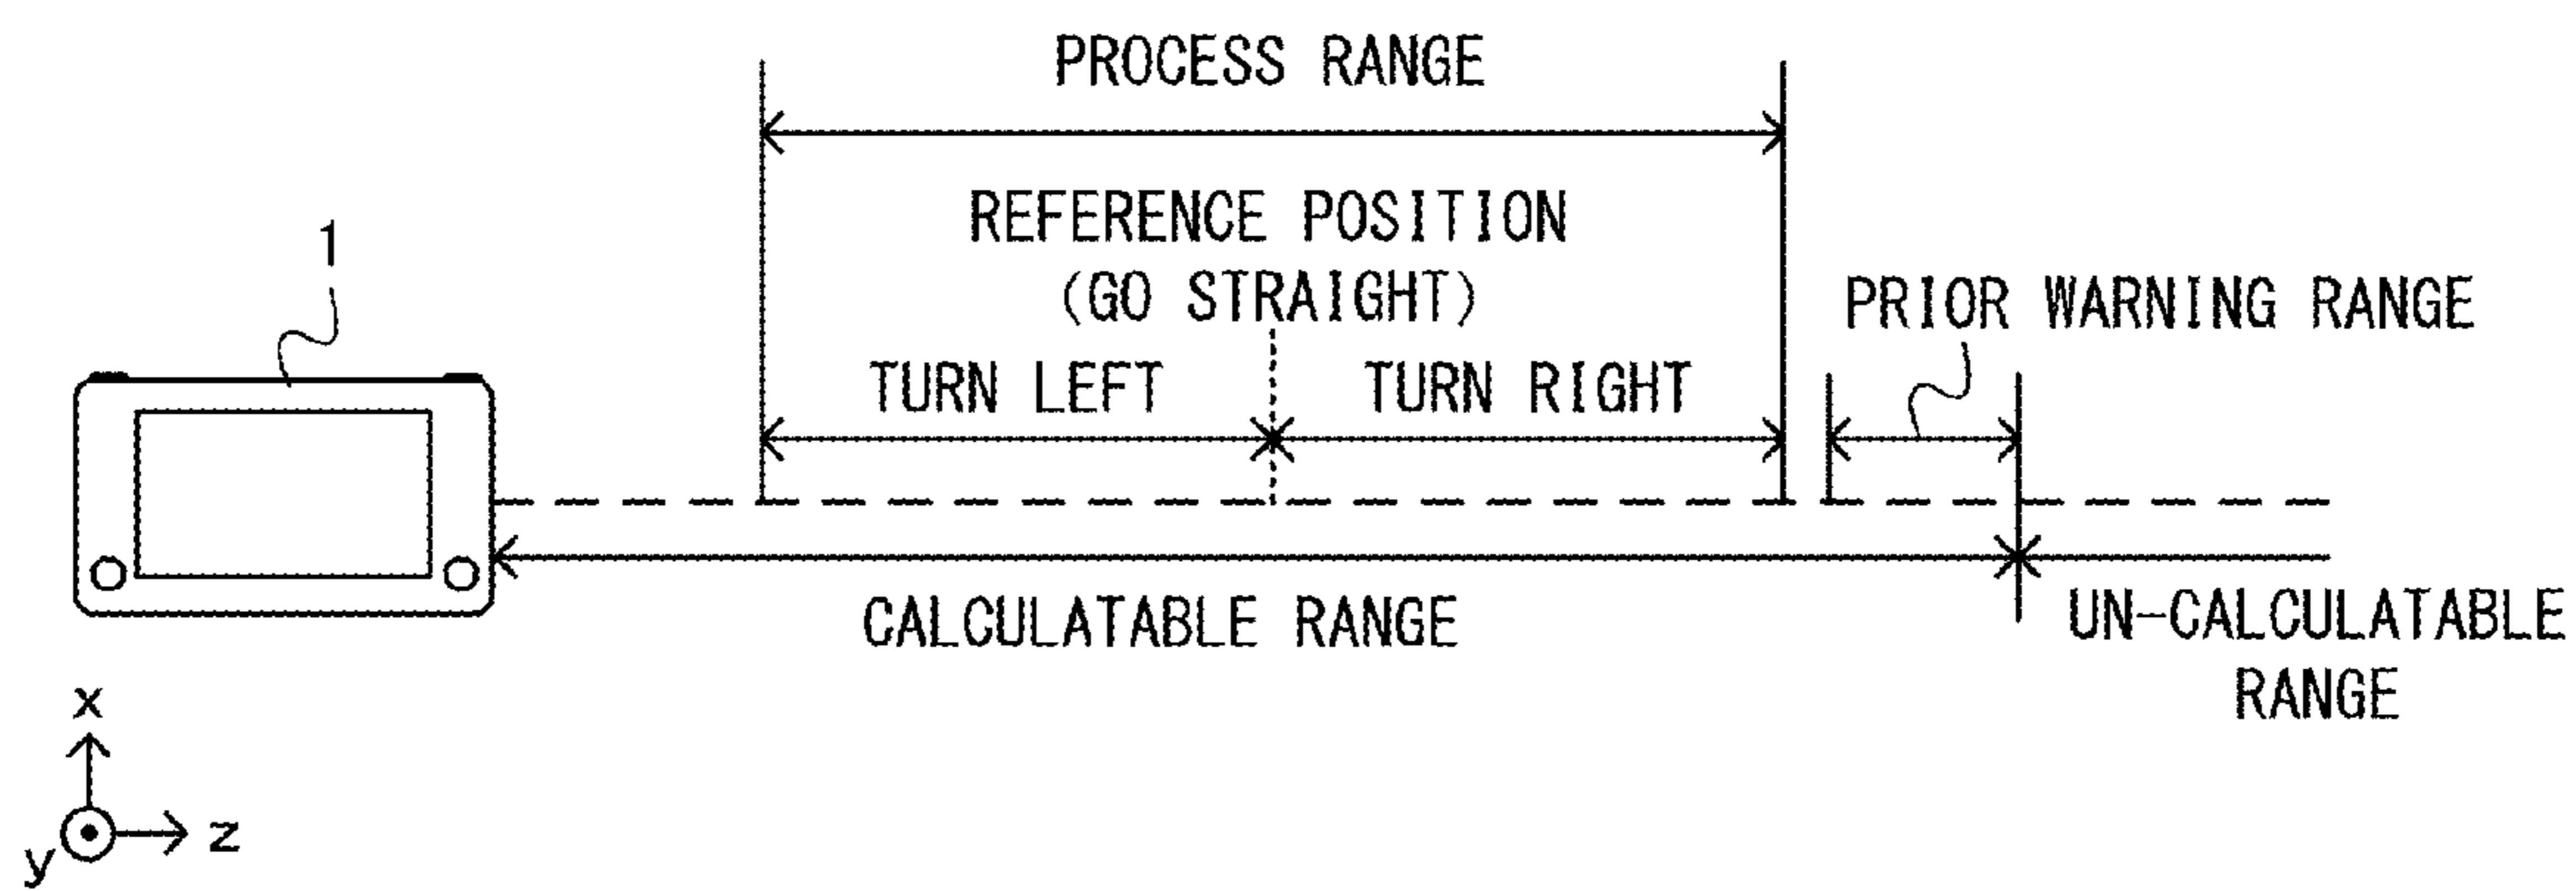 PROCESS RANGE
REFERENCE POSITION
(GO STRAIGHT)
1
PRIOR WARNING RANGE
TURN LEFT
TURN RIGHT
CALCULATABLE RANGE
UN-CALCULATABLE
RANGE
x
y
z